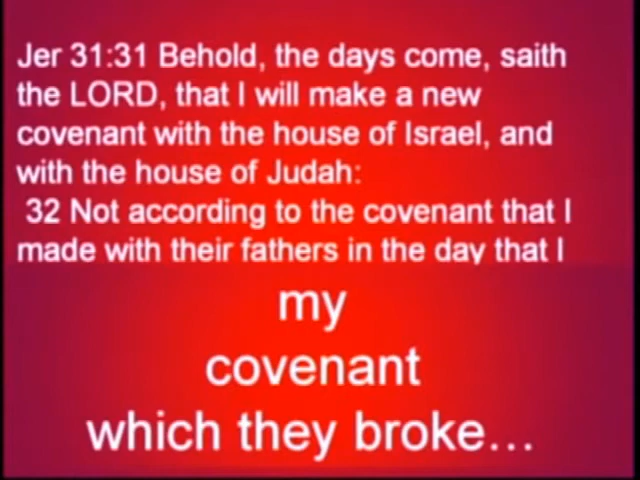 Jer 31:31 Behold, the days come, saith
the LORD, that I will make a new
covenant with the house of Israel, and
with the house of Judah:
32 Not according to the covenant that I
made with their fathers in the day that I
my
covenant
which they broke...